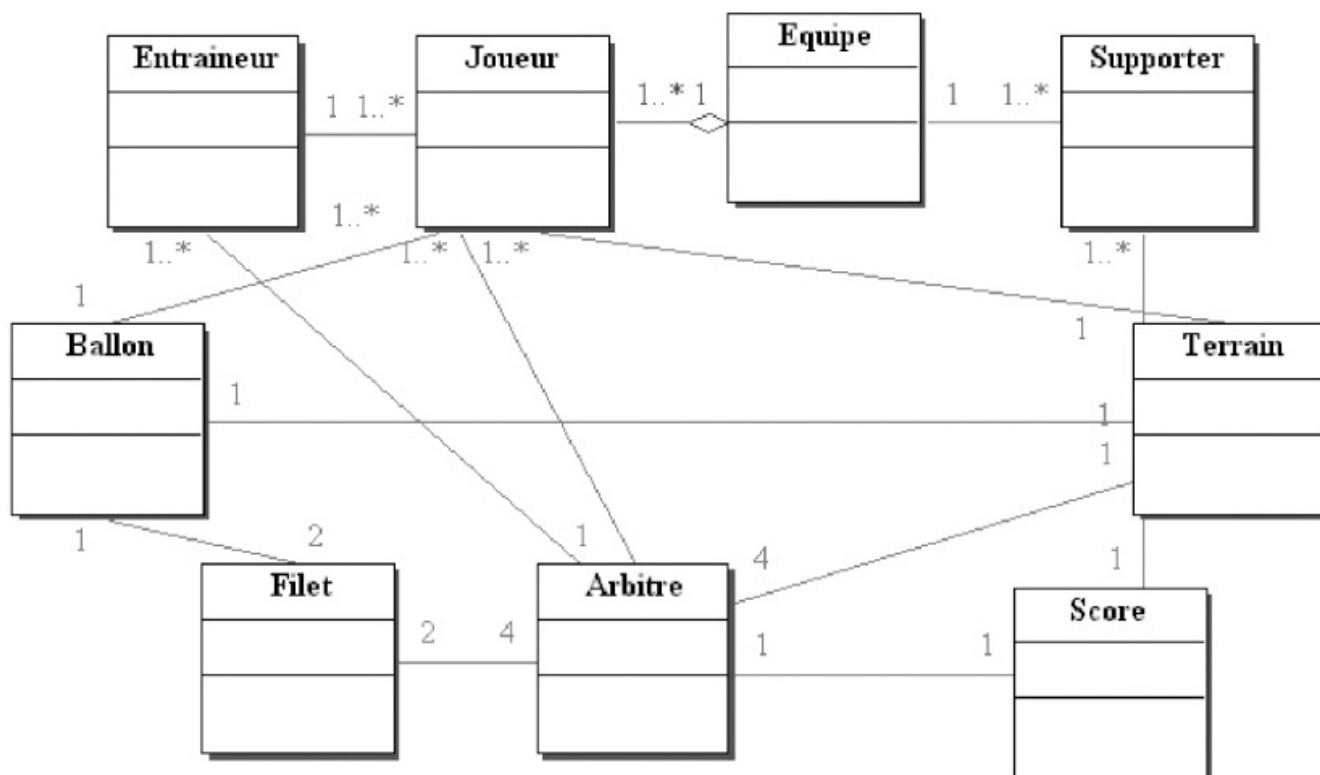 Entraineur
Joueur
Equipe
Supporter
1 1..*
1..* 1
1 1..*
1..*
1..*
1..*
1..*
1..*
1
1
Ballon
Terrain
1
1
1
1
2
1
4
1
Filet
Arbitre
Score
2 4
1 1